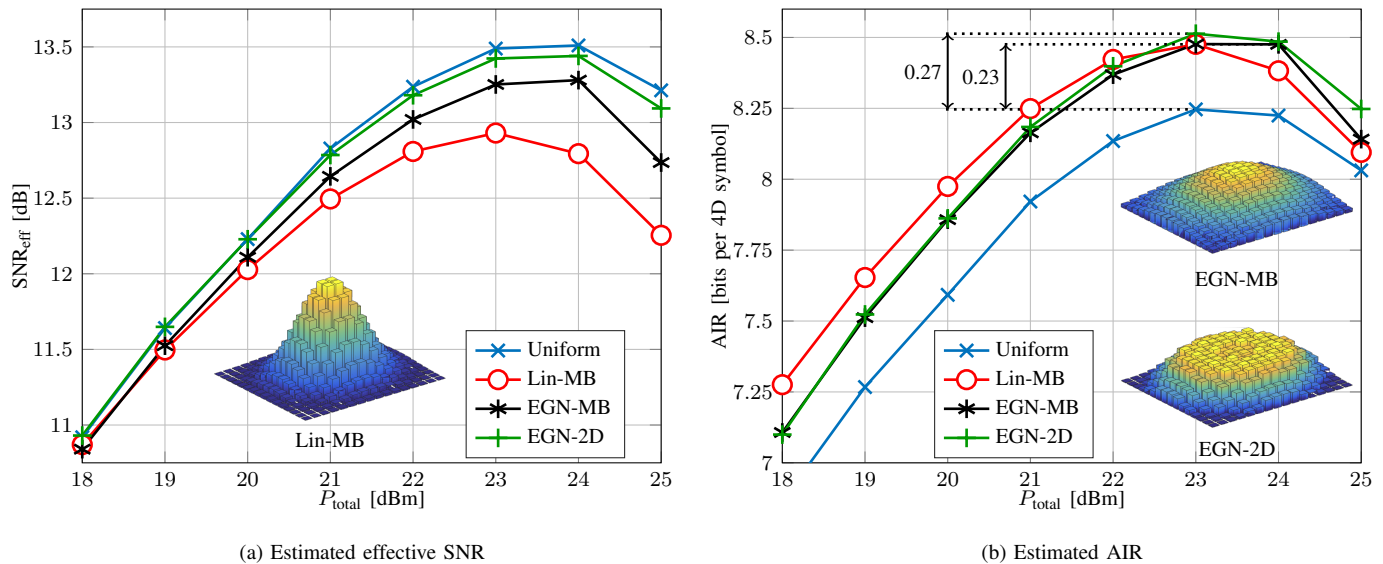 13.5
13
12.5
12
11.5
11
SNReff [dB]
Lin-MB
Uniform
Lin-MB
EGN-MB
EGN-2D
18 19 20 21 22 23 24 25
Ptotal [dBm]
(a) Estimated effective SNR
8.5
8.25
8
7.75
7.5
7.25
7
AIR [bits per 4D symbol]
0.27 0.23
EGN-MB
EGN-2D
Uniform
Lin-MB
EGN-MB
EGN-2D
18 19 20 21 22 23 24 25
Ptotal [dBm]
(b) Estimated AIR